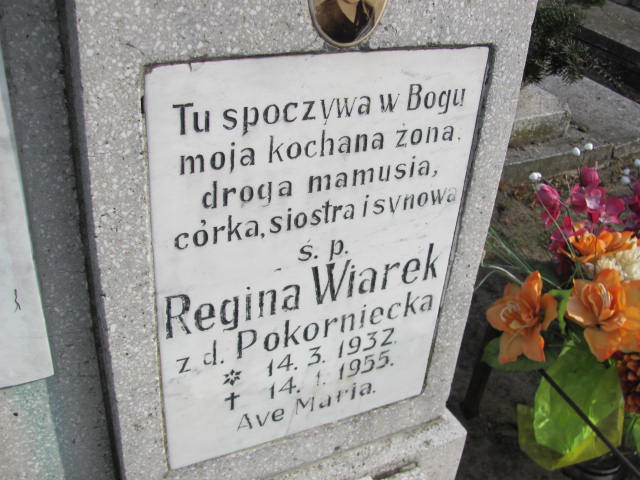 Tu spoczywa w Bogu
moja kochana żona,
droga mamusia,
córka, siostra i synowa
ś. p.
Regina Wiarek
z d. Pokorniecka
* 14. 3. 1932.
† 14. 1. 1955.
Ave Maria.